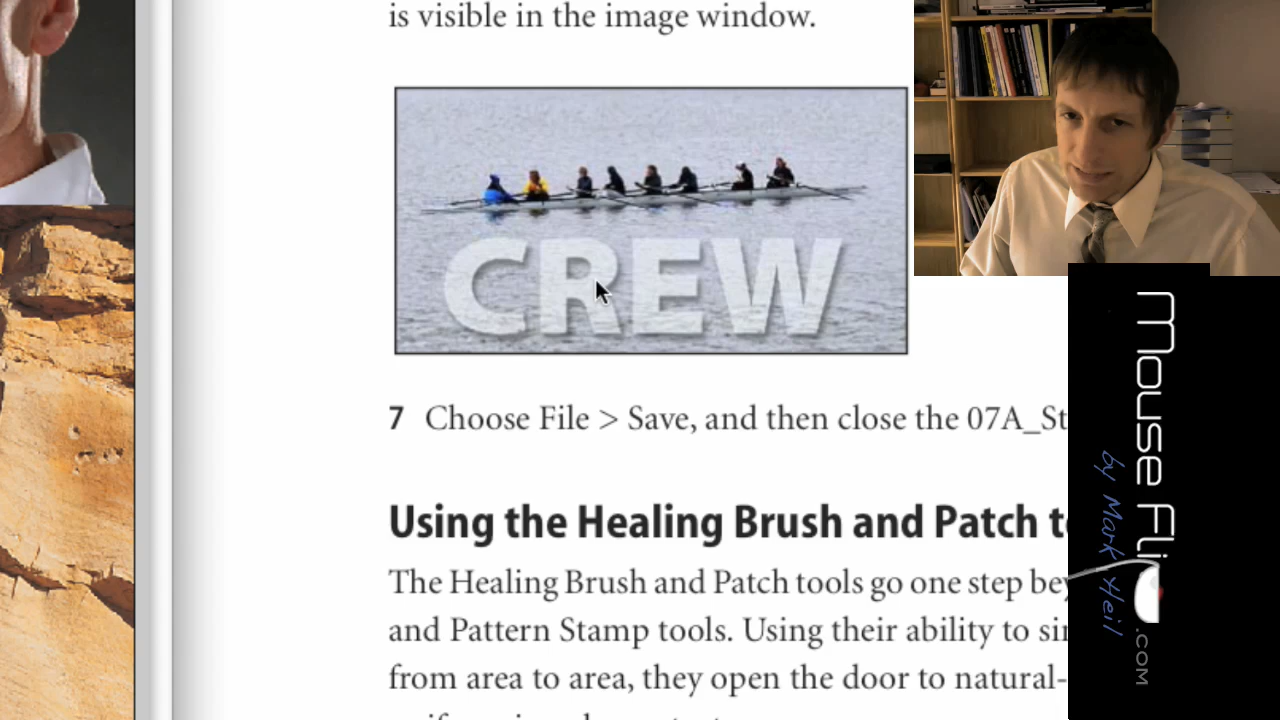 is visible in the image window.
CREW
7 Choose File > Save, and then close the 07A_St
Using the Healing Brush and Patch t
The Healing Brush and Patch tools go one step bey
and Pattern Stamp tools. Using their ability to si
from area to area, they open the door to natural-
Mouse Fli
.COM
by Mark Heil